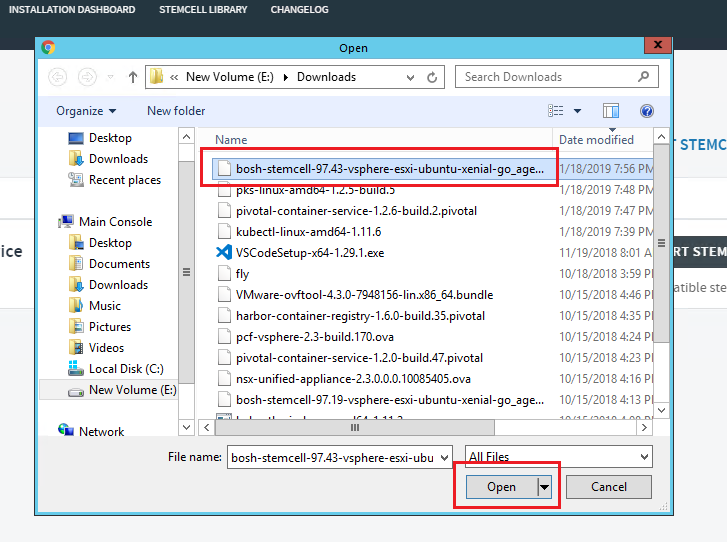 INSTALLATION DASHBOARD STEMCELL LIBRARY CHANGELOG
Open
« New Volume (E:) Downloads
Search Downloads
Organize New folder
Name Date modified
Desktop
Downloads
Recent places
Main Console
Desktop
Documents
Downloads
Music
Pictures
Videos
Local Disk (C:)
New Volume (E:)
Network
bosh-stemcell-97.43-vsphere-esxi-ubuntu-xenial-go_age... 1/18/2019 7:56 PM
pks-linux-amd64-1.2.5-build.5 1/18/2019 7:48 PM
pivotal-container-service-1.2.6-build.2.pivotal 1/18/2019 7:47 PM
kubectl-linux-amd64-1.11.6 1/18/2019 7:39 PM
VSCodeSetup-x64-1.29.1.exe 11/19/2018 8:01 A
fly 10/18/2018 3:59 P
VMware-ovftool-4.3.0-7948156-lin.x86_64.bundle 10/15/2018 4:46 P
harbor-container-registry-1.6.0-build.35.pivotal 10/15/2018 4:35 P
pcf-vsphere-2.3-build.170.ova 10/15/2018 4:24 P
pivotal-container-service-1.2.0-build.47.pivotal 10/15/2018 4:23 P
nsx-unified-appliance-2.3.0.0.0.10085405.ova 10/15/2018 4:16 P
bosh-stemcell-97.19-vsphere-esxi-ubuntu-xenial-go_age... 10/15/2018 4:13 P
File name: bosh-stemcell-97.43-vsphere-esxi-ubu All Files
Open Cancel
ice
T STEMC
RT STEM
atible ste